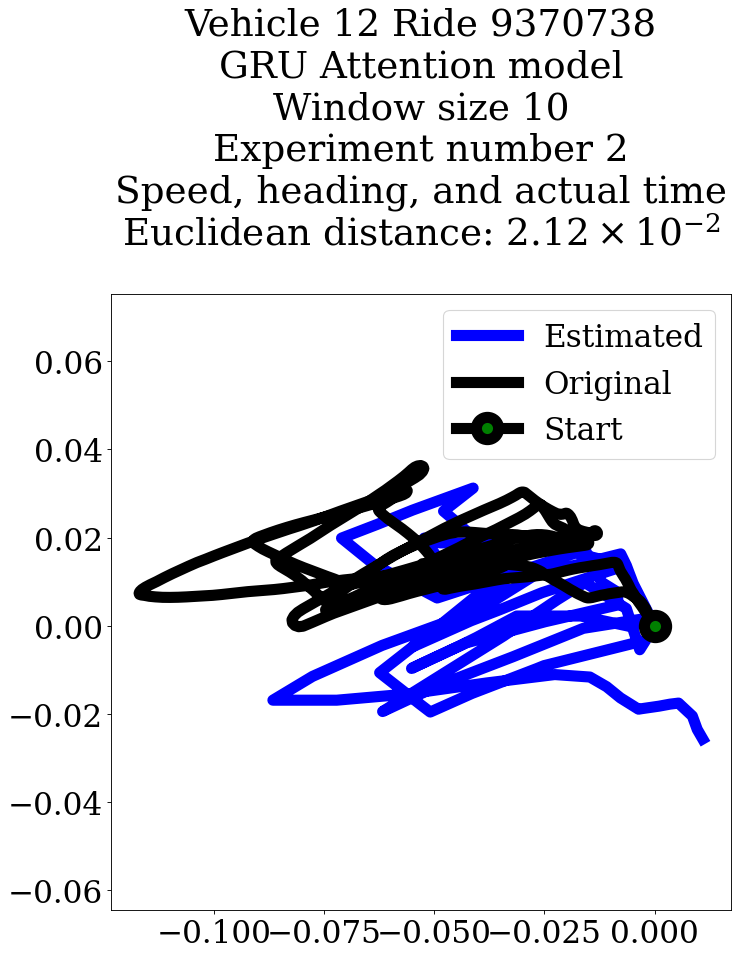 Vehicle 12 Ride 9370738
GRU Attention model
Window size 10
Experiment number 2
Speed, heading, and actual time
Euclidean distance: 2.12 × 10⁻²
Estimated
Original
Start
0.06
0.04
0.02
0.00
−0.02
−0.04
−0.06
−0.100 −0.075 −0.050 −0.025 0.000